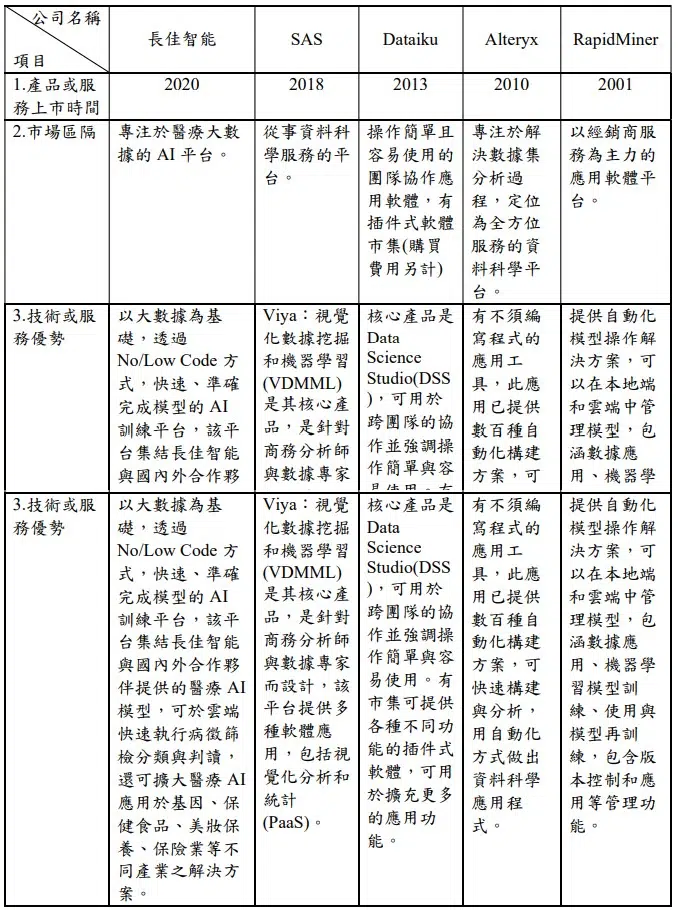 公司名稱
項目
長佳智能
SAS
Dataiku
Alteryx
RapidMiner
1.產品或服
務上市時間
2020
2018
2013
2010
2001
2.市場區隔
專注於醫療大數
據的 AI 平台。
從事資料科
學服務的平
台。
操作簡單且
容易使用的
團隊協作應
用軟體，有
插件式軟體
市集(購買
費用另計)
專注於解
決數據集
分析過
程，定位
為全方位
服務的資
料科學平
台。
以經銷商服
務為主力的
應用軟體平
台。
3.技術或服
務優勢
以大數據為基
礎，透過
No/Low Code 方
式，快速、準確
完成模型的 AI
訓練平台，該平
台集結長佳智能
與國內外合作夥
Viya：視覺
化數據挖掘
和機器學習
(VDMML)
是其核心產
品，是針對
商務分析師
與數據專家
核心產品是
Data
Science
Studio(DSS
)，可用於
跨團隊的協
作並強調操
作簡單與容
易使用。有
有不須編
寫程式的
應用工
具，此應
用已提供
數百種自
動化構建
方案，可
提供自動化
模型操作解
決方案，可
以在本地端
和雲端中管
理模型，包
涵數據應
用、機器學
3.技術或服
務優勢
以大數據為基
礎，透過
No/Low Code 方
式，快速、準確
完成模型的 AI
訓練平台，該平
台集結長佳智能
與國內外合作夥
伴提供的醫療 AI
模型，可於雲端
快速執行病徵篩
檢分類與判讀，
還可擴大醫療 AI
應用於基因、保
健食品、美妝保
養、保險業等不
同產業之解決方
案。
Viya：視覺
化數據挖掘
和機器學習
(VDMML)
是其核心產
品，是針對
商務分析師
與數據專家
而設計，該
平台提供多
種軟體應
用，包括視
覺化分析和
統計
(PaaS)。
核心產品是
Data
Science
Studio(DSS
)，可用於
跨團隊的協
作並強調操
作簡單與容
易使用。有
市集可提供
各種不同功
能的插件式
軟體，可用
於擴充更多
的應用功
能。
有不須編
寫程式的
應用工
具，此應
用已提供
數百種自
動化構建
方案，可
快速構建
與分析，
用自動化
方式做出
資料科學
應用程
式。
提供自動化
模型操作解
決方案，可
以在本地端
和雲端中管
理模型，包
涵數據應
用、機器學
習模型訓
練、使用與
模型再訓
練，包含版
本控制和應
用等管理功
能。